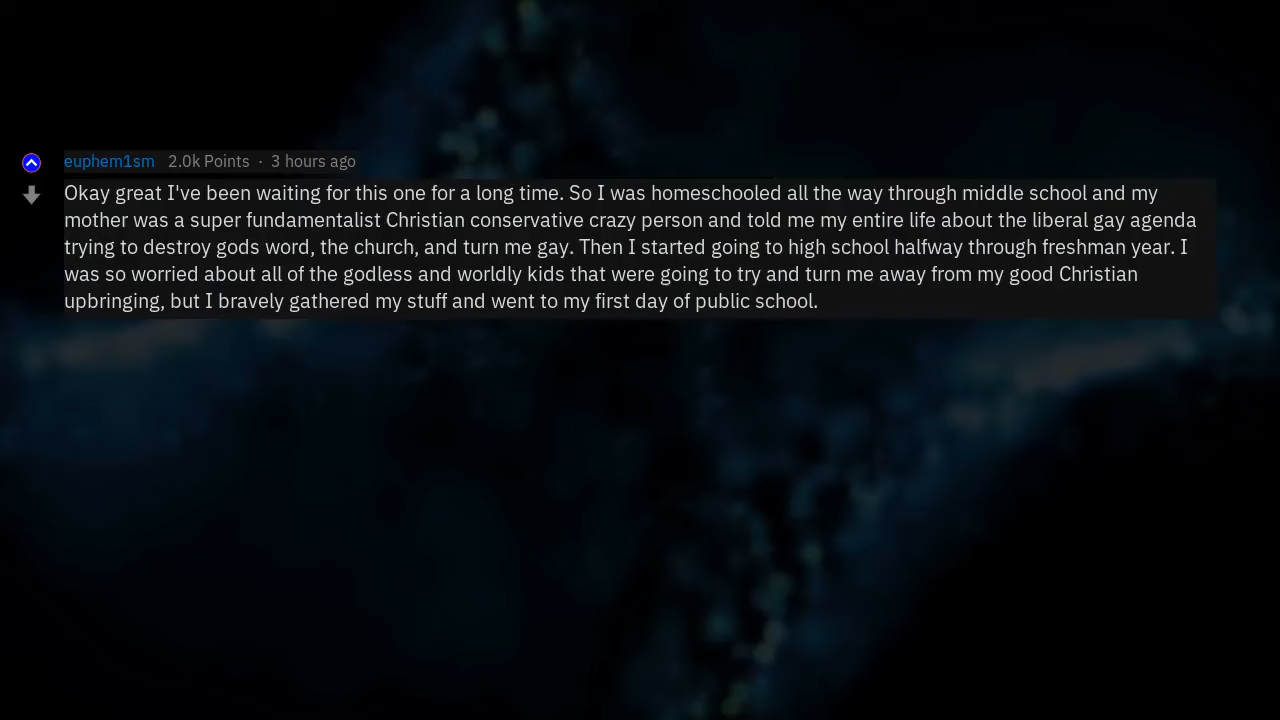 euphem1sm 2.0k Points · 3 hours ago
Okay great I've been waiting for this one for a long time. So I was homeschooled all the way through middle school and my
mother was a super fundamentalist Christian conservative crazy person and told me my entire life about the liberal gay agenda
trying to destroy gods word, the church, and turn me gay. Then I started going to high school halfway through freshman year. I
was so worried about all of the godless and worldly kids that were going to try and turn me away from my good Christian
upbringing, but I bravely gathered my stuff and went to my first day of public school.